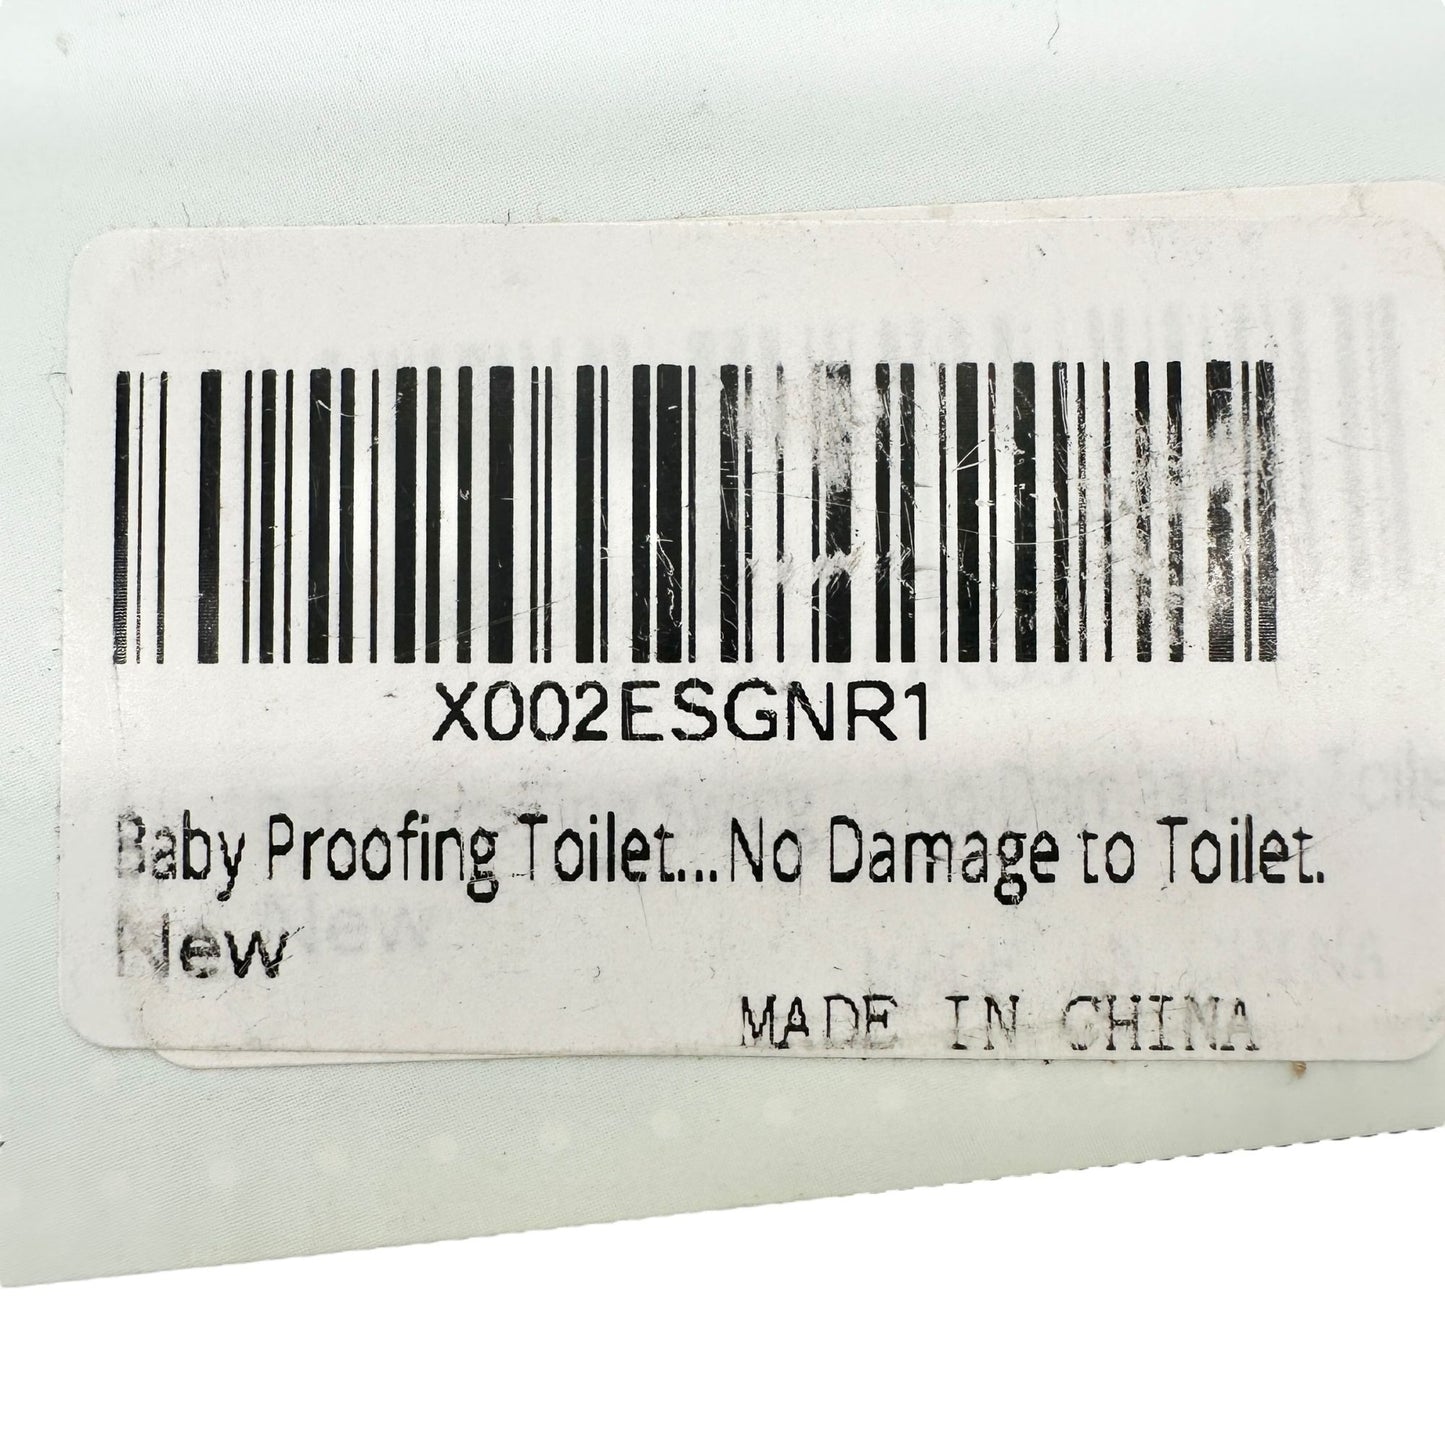 X002ESGNR1
Baby Proofing Toilet...No Damage to Toilet.
New
MADE IN CHINA